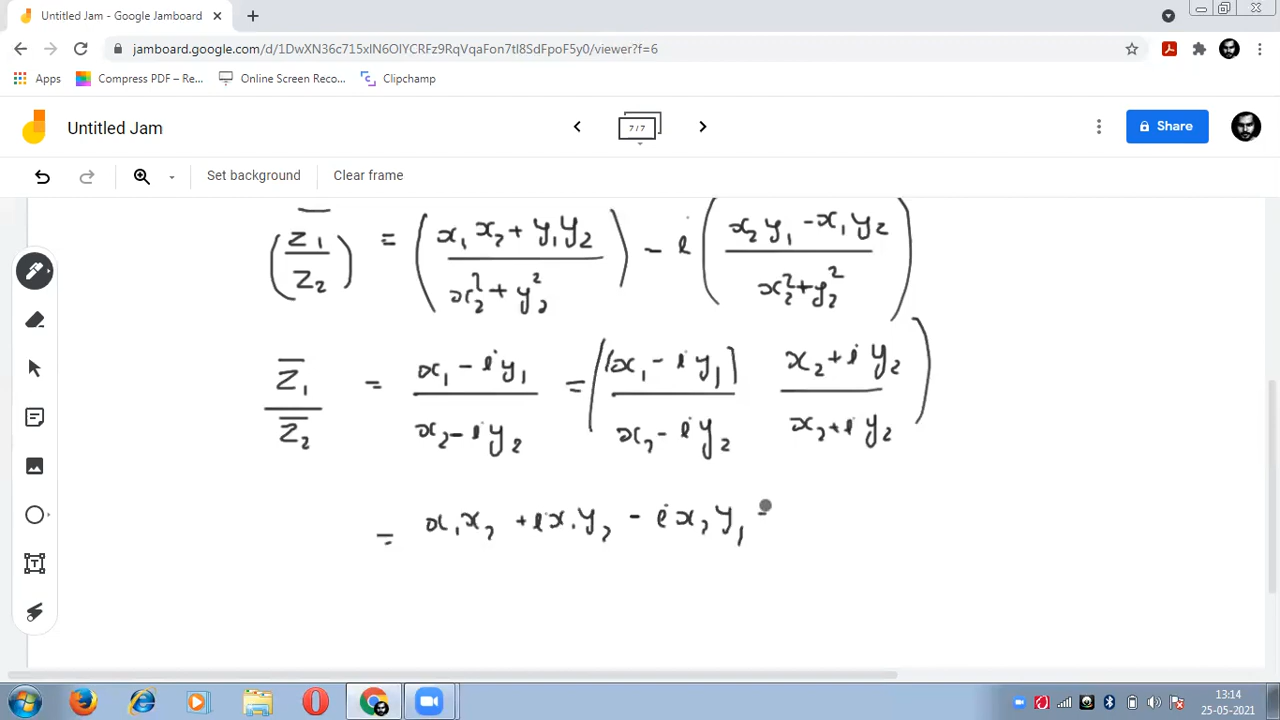 Untitled Jam - Google Jamboard
jamboard.google.com/d/1DwXN36c715xIN6OIYCRFz9RqVqaFon7tI85dFpoF5y0/viewer?f=6
Apps Compress PDF – Re... Online Screen Reco... Clipchamp
Untitled Jam 7 / 7 Share
Set background Clear frame
\overline{(z₁/z₂)} = (x₁x₂ + y₁y₂ / x₂² + y₂²) – i (x₂y₁ – x₁y₂ / x₂² + y₂²)
z̄₁ / z̄₂ = x₁ – iy₁ / x₂ – iy₂ = ((x₁ – iy₁) / x₂ – iy₂ x₂ + iy₂ / x₂ + iy₂)
= x₁x₂ + ix₁y₂ – ix₂y₁
13:14
25-05-2021